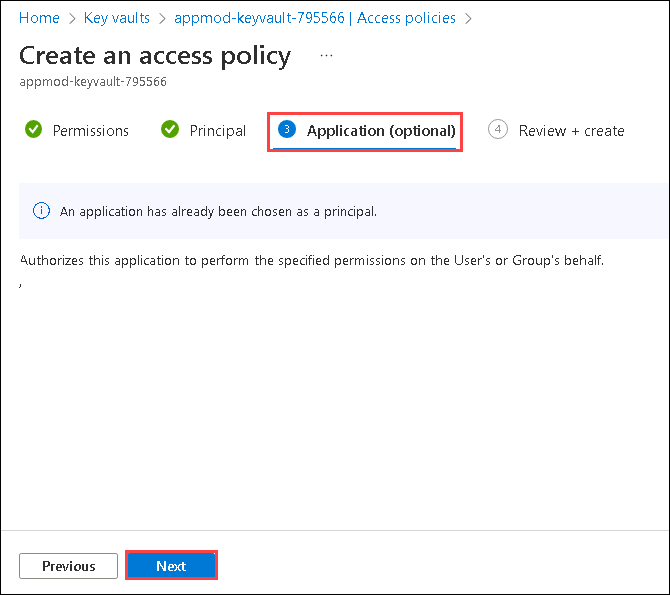 Home > Key vaults > appmod-keyvault-795566 | Access policies >
Create an access policy ...
appmod-keyvault-795566
Permissions Principal 3 Application (optional) 4 Review + create
An application has already been chosen as a principal.
Authorizes this application to perform the specified permissions on the User's or Group's behalf.
,
Previous Next